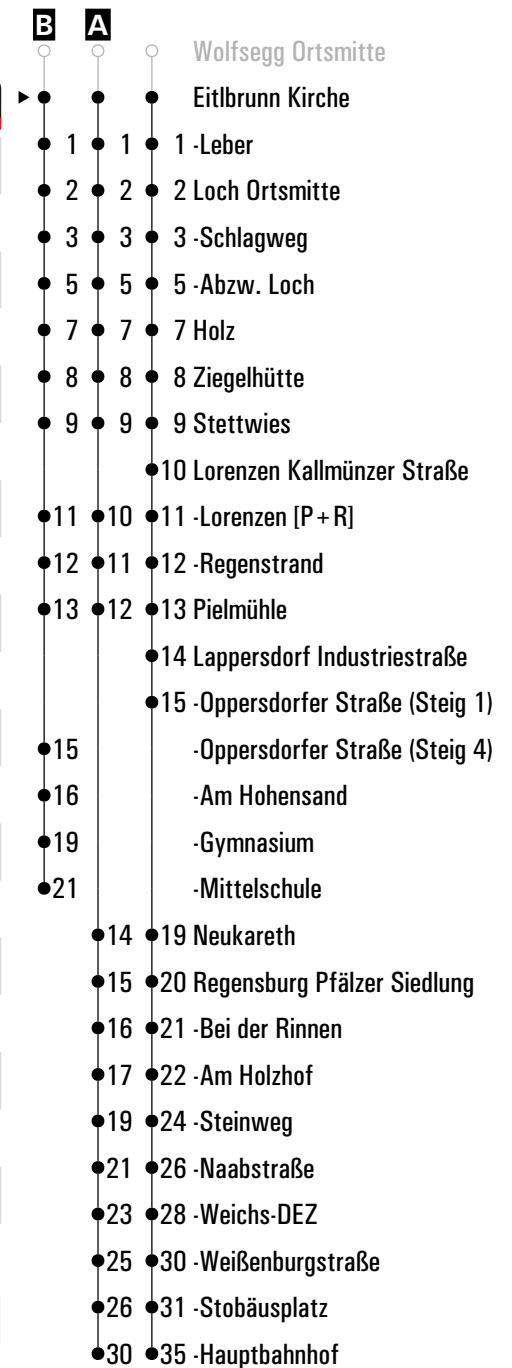 B A
Wolfsegg Ortsmitte
Eitlbrunn Kirche
1 1 1 -Leber
2 2 2 Loch Ortsmitte
3 3 3 -Schlagweg
5 5 5 -Abzw. Loch
7 7 7 Holz
8 8 8 Ziegelhütte
9 9 9 Stettwies
10 Lorenzen Kallmünzer Straße
11 10 11 -Lorenzen [P+R]
12 11 12 -Regenstrand
13 12 13 Pielmühle
14 Lappersdorf Industriestraße
15 -Oppersdorfer Straße (Steig 1)
15 -Oppersdorfer Straße (Steig 4)
16 -Am Hohensand
19 -Gymnasium
21 -Mittelschule
14 19 Neukareth
15 20 Regensburg Pfälzer Siedlung
16 21 -Bei der Rinnen
17 22 -Am Holzhof
19 24 -Steinweg
21 26 -Naabstraße
23 28 -Weichs-DEZ
25 30 -Weißenburgstraße
26 31 -Stobäusplatz
30 35 -Hauptbahnhof